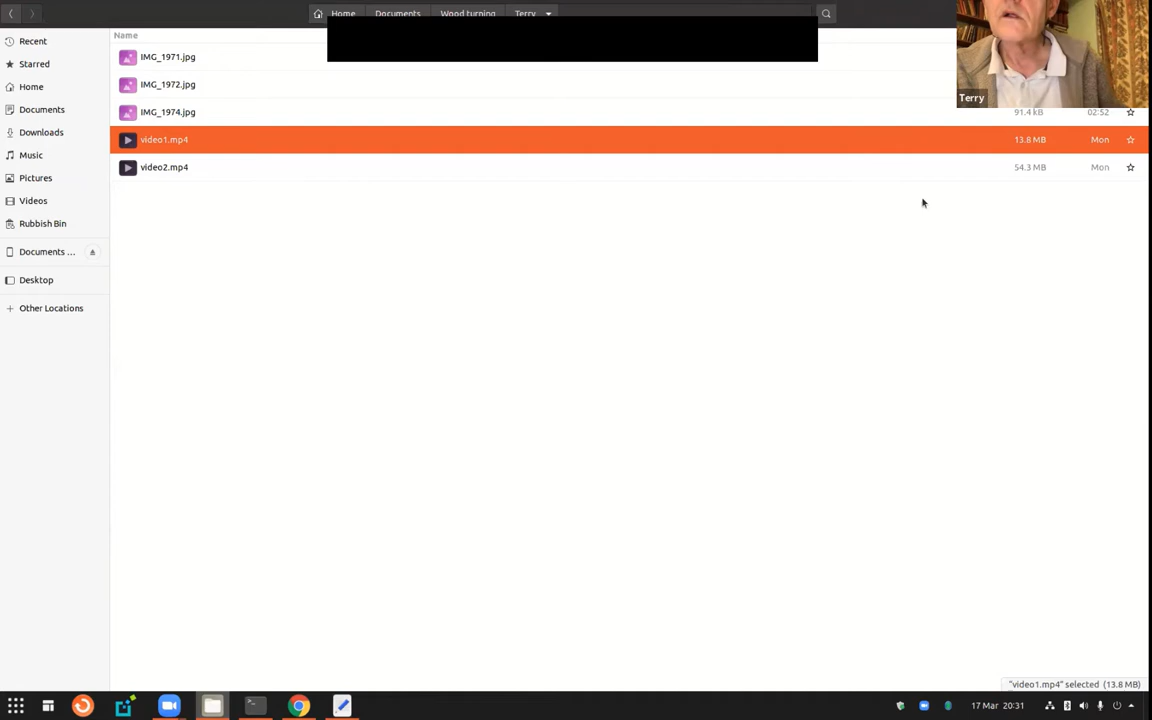 Home Documents Wood turning Terry
Recent
Starred
Home
Documents
Downloads
Music
Pictures
Videos
Rubbish Bin
Documents ...
Desktop
+ Other Locations
Name
IMG_1971.jpg
IMG_1972.jpg
IMG_1974.jpg 91.4 kB 02:52
video1.mp4 13.8 MB Mon
video2.mp4 54.3 MB Mon
Terry
"video1.mp4" selected (13.8 MB)
17 Mar 20:31